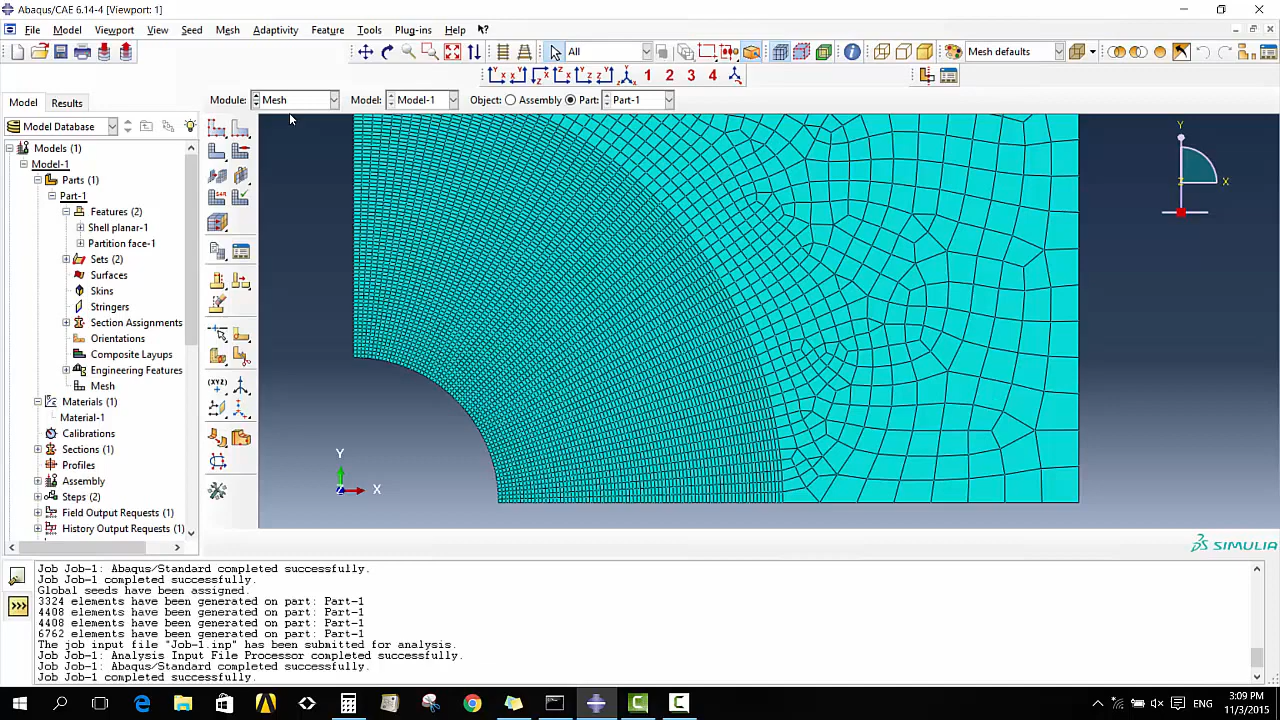 Abaqus/CAE 6.14-4 [Viewport: 1]
File Model Viewport View Seed Mesh Adaptivity Feature Tools Plug-ins Help
All Mesh defaults
1 2 3 4
Model Results Module: Mesh Model: Model-1 Object: Assembly Part: Part-1
Model Database
Models (1)
Model-1
Parts (1)
Part-1
Features (2)
Shell planar-1
Partition face-1
Sets (2)
Surfaces
Skins
Stringers
Section Assignments
Orientations
Composite Layups
Engineering Features
Mesh
Materials (1)
Material-1
Calibrations
Sections (1)
Profiles
Assembly
Steps (2)
Field Output Requests (1)
History Output Requests (1)
(XYZ)
Y
X
Z
Y
X
Z
SIMULIA
Job Job-1: Abaqus/Standard completed successfully.
Job Job-1 completed successfully.
Global seeds have been assigned.
3324 elements have been generated on part: Part-1
4408 elements have been generated on part: Part-1
4408 elements have been generated on part: Part-1
6762 elements have been generated on part: Part-1
The job input file "Job-1.inp" has been submitted for analysis.
Job Job-1: Analysis Input File Processor completed successfully.
Job Job-1: Abaqus/Standard completed successfully.
Job Job-1 completed successfully.
>>>
ENG
3:09 PM
11/3/2015